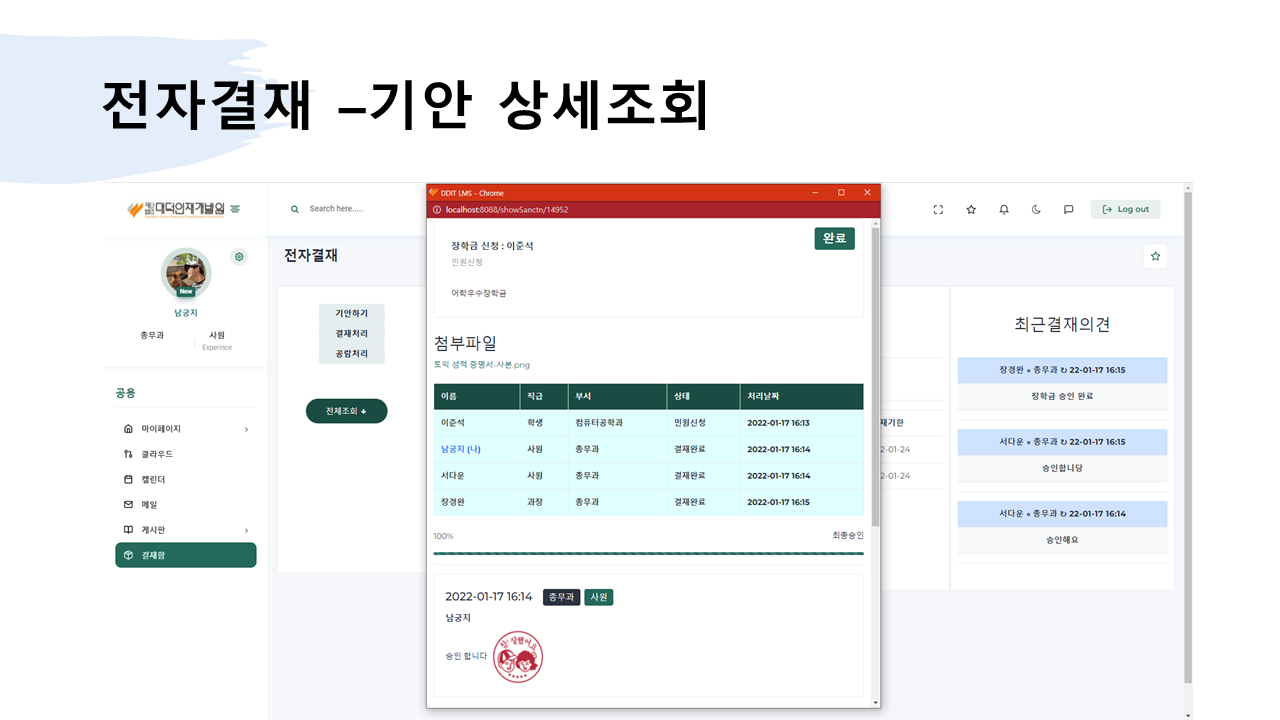 전자결재 –기안 상세조회
대덕인재개발원
Search here.....
Log out
New
남궁지
총무과
사원
Experince
공용
마이페이지
클라우드
캘린더
메일
게시판
결재함
전자결재
기안하기
결재처리
공람처리
전체조회
DDIT LMS - Chrome
localhost:8088/showSanctn/14952
장학금 신청 : 이준석
완료
민원신청
어학우수장학금
첨부파일
토익 성적 증명서-사본.png
이름 직급 부서 상태 처리날짜
이준석 학생 컴퓨터공학과 민원신청 2022-01-17 16:13
남궁지 (나) 사원 총무과 결재완료 2022-01-17 16:14
서다운 사원 총무과 결재완료 2022-01-17 16:14
장경완 과장 총무과 결재완료 2022-01-17 16:15
100% 최종승인
2022-01-17 16:14 총무과 사원
남궁지
승인 합니다
참! 잘했어요
재기한
2-01-24
2-01-24
최근결재의견
장경완 총무과 22-01-17 16:15
장학금 승인 완료
서다운 총무과 22-01-17 16:15
승인합니당
서다운 총무과 22-01-17 16:14
승인해요